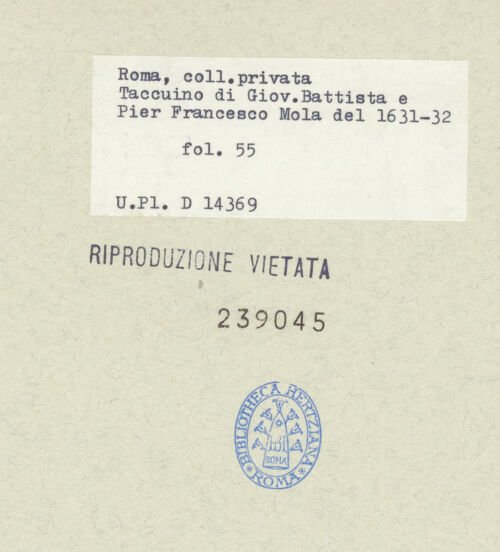 Roma, coll.privata
Taccuino di Giov.Battista e
Pier Francesco Mola del 1631-32
fol. 55
U.Pl. D 14369
RIPRODUZIONE VIETATA
239045
BIBLIOTHECA HERTZIANA
ROMA
ROMA